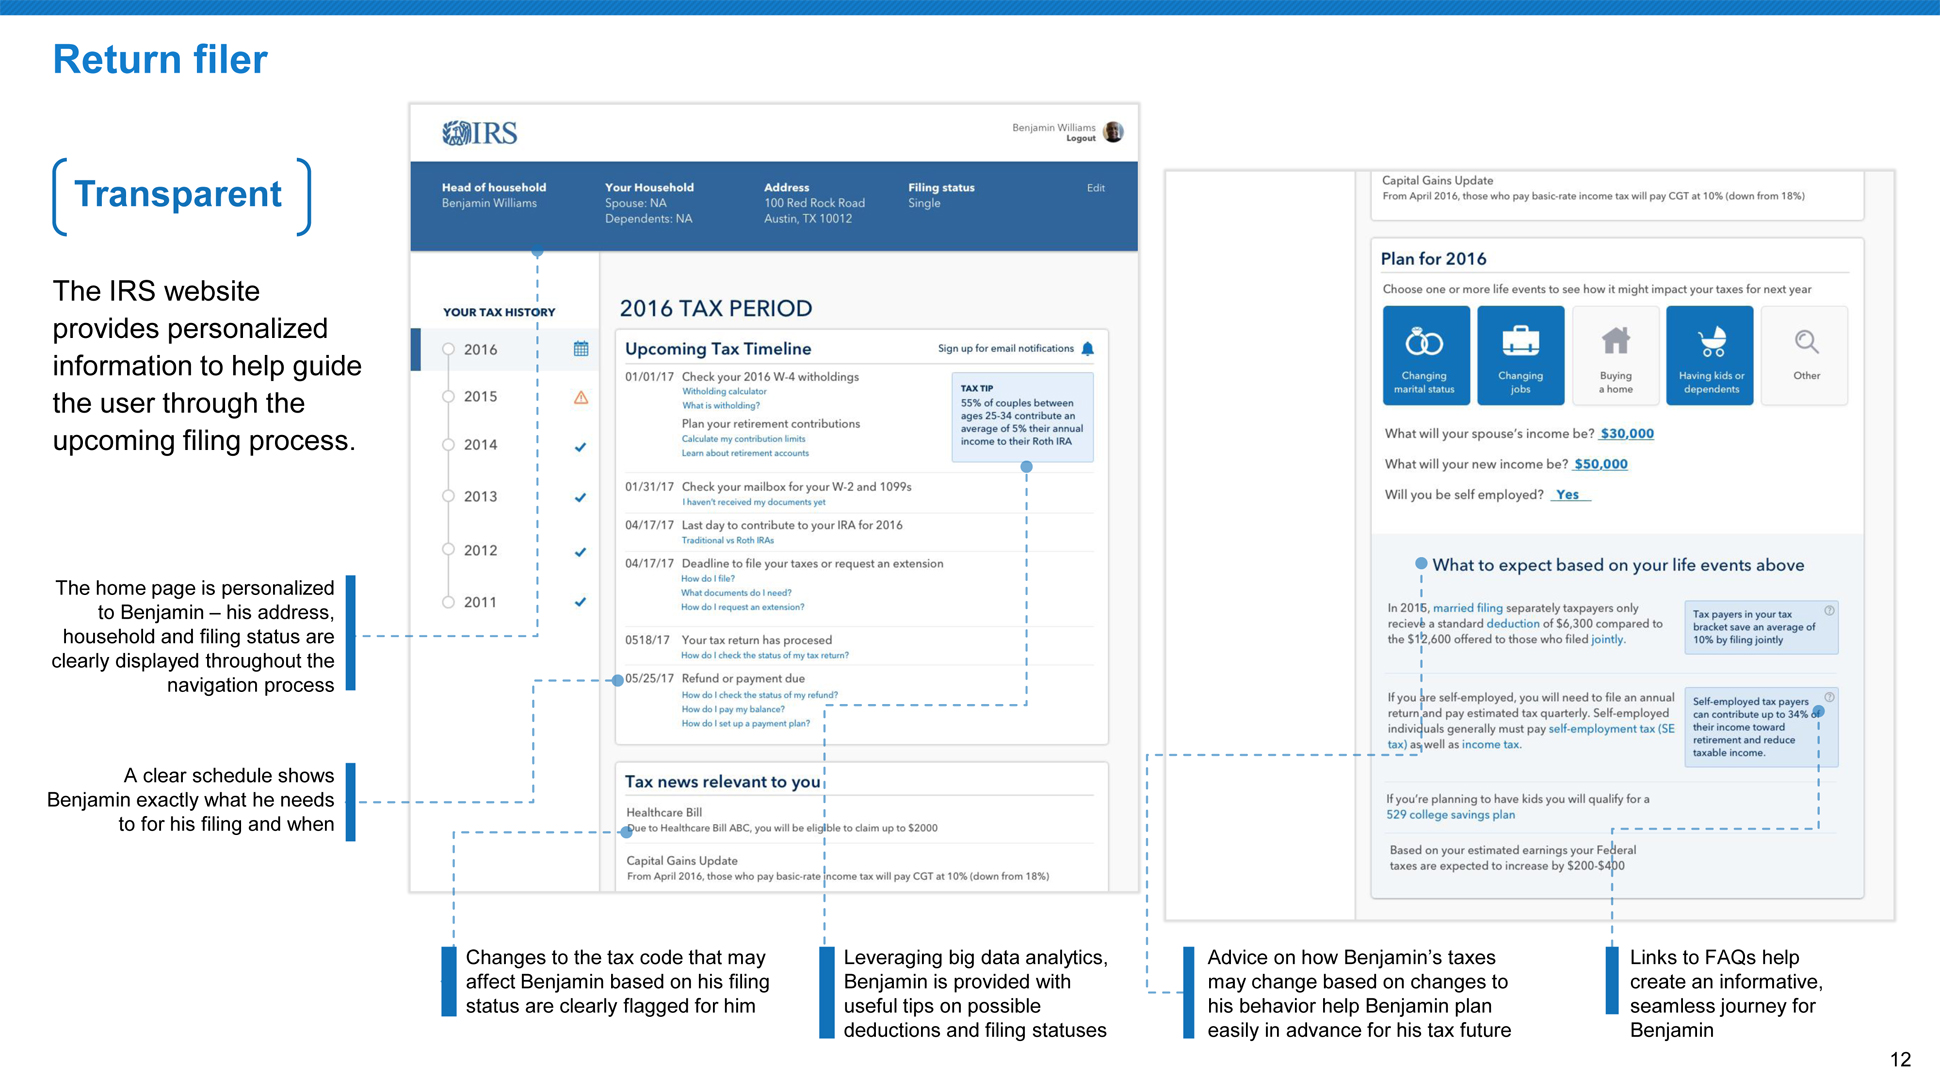 Return filer
Transparent
The IRS website
provides personalized
information to help guide
the user through the
upcoming filing process.
The home page is personalized
to Benjamin – his address,
household and filing status are
clearly displayed throughout the
navigation process
A clear schedule shows
Benjamin exactly what he needs
to for his filing and when
IRS
Benjamin Williams
Logout
Head of household
Benjamin Williams
Your Household
Spouse: NA
Dependents: NA
Address
100 Red Rock Road
Austin, TX 10012
Filing status
Single
Edit
YOUR TAX HISTORY
2016
2015
2014
2013
2012
2011
2016 TAX PERIOD
Upcoming Tax Timeline
Sign up for email notifications
01/01/17 Check your 2016 W-4 witholdings
Witholding calculator
What is witholding?
Plan your retirement contributions
Calculate my contribution limits
Learn about retirement accounts
TAX TIP
55% of couples between
ages 25-34 contribute an
average of 5% their annual
income to their Roth IRA
01/31/17 Check your mailbox for your W-2 and 1099s
I haven't received my documents yet
04/17/17 Last day to contribute to your IRA for 2016
Traditional vs Roth IRAs
04/17/17 Deadline to file your taxes or request an extension
How do I file?
What documents do I need?
How do I request an extension?
0518/17 Your tax return has procesed
How do I check the status of my tax return?
05/25/17 Refund or payment due
How do I check the status of my refund?
How do I pay my balance?
How do I set up a payment plan?
Tax news relevant to you
Healthcare Bill
Due to Healthcare Bill ABC, you will be eligible to claim up to $2000
Capital Gains Update
From April 2016, those who pay basic-rate income tax will pay CGT at 10% (down from 18%)
Capital Gains Update
From April 2016, those who pay basic-rate income tax will pay CGT at 10% (down from 18%)
Plan for 2016
Choose one or more life events to see how it might impact your taxes for next year
Changing
marital status
Changing
jobs
Buying
a home
Having kids or
dependents
Other
What will your spouse's income be? $30,000
What will your new income be? $50,000
Will you be self employed? Yes
What to expect based on your life events above
In 2015, married filing separately taxpayers only
recieve a standard deduction of $6,300 compared to
the $12,600 offered to those who filed jointly.
Tax payers in your tax
bracket save an average of
10% by filing jointly
If you are self-employed, you will need to file an annual
return and pay estimated tax quarterly. Self-employed
individuals generally must pay self-employment tax (SE
tax) as well as income tax.
Self-employed tax payers
can contribute up to 34% of
their income toward
retirement and reduce
taxable income.
If you're planning to have kids you will qualify for a
529 college savings plan
Based on your estimated earnings your Federal
taxes are expected to increase by $200-$400
Changes to the tax code that may
affect Benjamin based on his filing
status are clearly flagged for him
Leveraging big data analytics,
Benjamin is provided with
useful tips on possible
deductions and filing statuses
Advice on how Benjamin's taxes
may change based on changes to
his behavior help Benjamin plan
easily in advance for his tax future
Links to FAQs help
create an informative,
seamless journey for
Benjamin
12